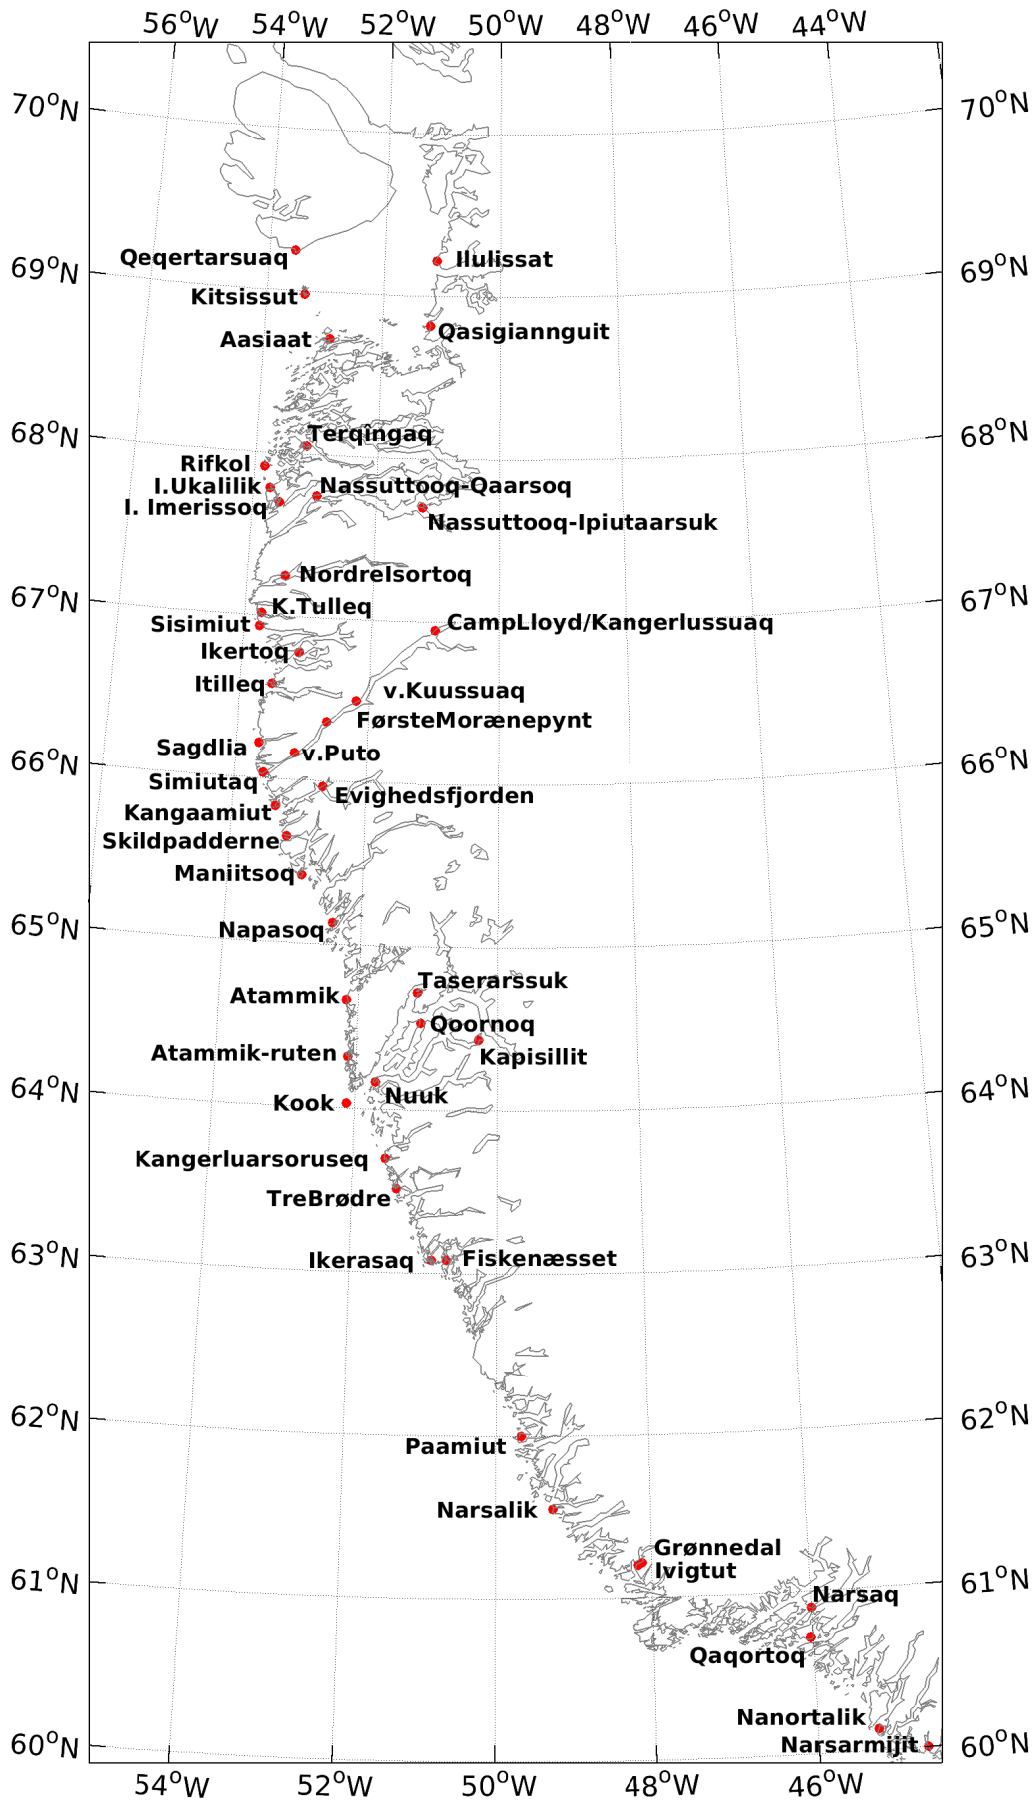 56°W 54°W 52°W 50°W 48°W 46°W 44°W
70°N 70°N
Qeqertarsuaq Ilulissat
69°N 69°N
Kitsissut
Qasigiannguit
Aasiaat
68°N Terqîngaq 68°N
Rifkol
I.Ukalilik Nassuttooq-Qaarsoq
I. Imerissoq
Nassuttooq-Ipiutaarsuk
NordreIsortoq
67°N K.Tulleq 67°N
Sisimiut CampLloyd/Kangerlussuaq
Ikertoq
Itilleq
v.Kuussuaq
FørsteMorænepynt
Sagdlia v.Puto
66°N 66°N
Simiutaq
Evighedsfjorden
Kangaamiut
Skildpadderne
Maniitsoq
65°N Napasoq 65°N
Taserarssuk
Atammik
Qoornoq
Atammik-ruten Kapisillit
64°N Nuuk 64°N
Kook
Kangerluarsoruseq
TreBrødre
63°N Ikerasaq Fiskenæsset 63°N
62°N 62°N
Paamiut
Narsalik
Grønnedal
Ivigtut
61°N 61°N
Narsaq
Qaqortoq
Nanortalik
60°N Narsarmijit 60°N
54°W 52°W 50°W 48°W 46°W